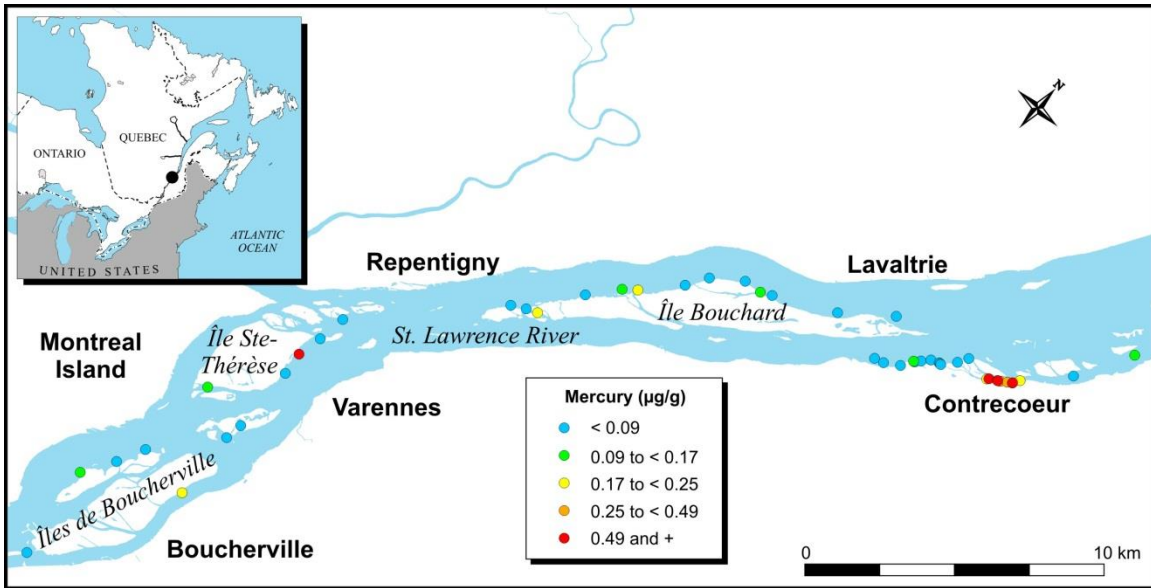 QUEBEC
ONTARIO
ATLANTIC
OCEAN
UNITED STATES
N
Repentigny
Lavaltrie
Île Bouchard
Île Ste-
Thérèse
Montreal
Island
St. Lawrence River
Varennes
Contrecoeur
Îles de Boucherville
Boucherville
Mercury (µg/g)
< 0.09
0.09 to < 0.17
0.17 to < 0.25
0.25 to < 0.49
0.49 and +
0 10 km